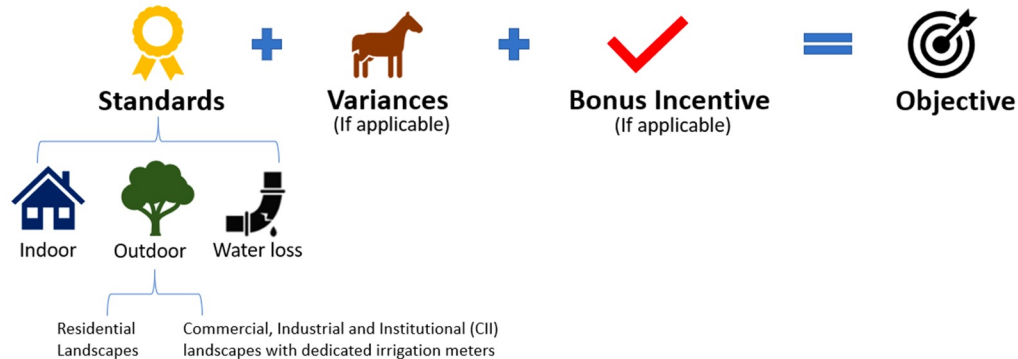 Standards
Variances
(If applicable)
Bonus Incentive
(If applicable)
Objective
Indoor
Outdoor
Water loss
Residential
Landscapes
Commercial, Industrial and Institutional (CII)
landscapes with dedicated irrigation meters